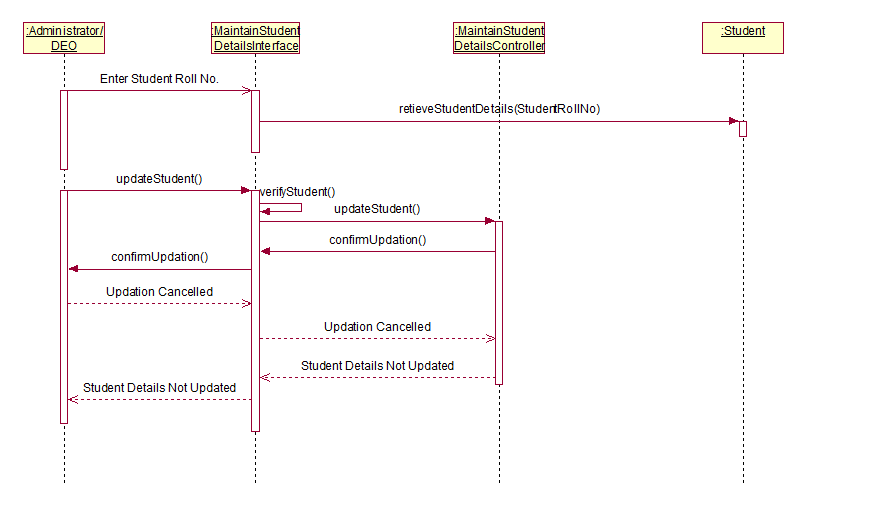 :Administrator/
DEO
:MaintainStudent
DetailsInterface
:MaintainStudent
DetailsController
:Student
Enter Student Roll No.
retieveStudentDetails(StudentRollNo)
updateStudent()
verifyStudent()
updateStudent()
confirmUpdation()
confirmUpdation()
Updation Cancelled
Updation Cancelled
Student Details Not Updated
Student Details Not Updated